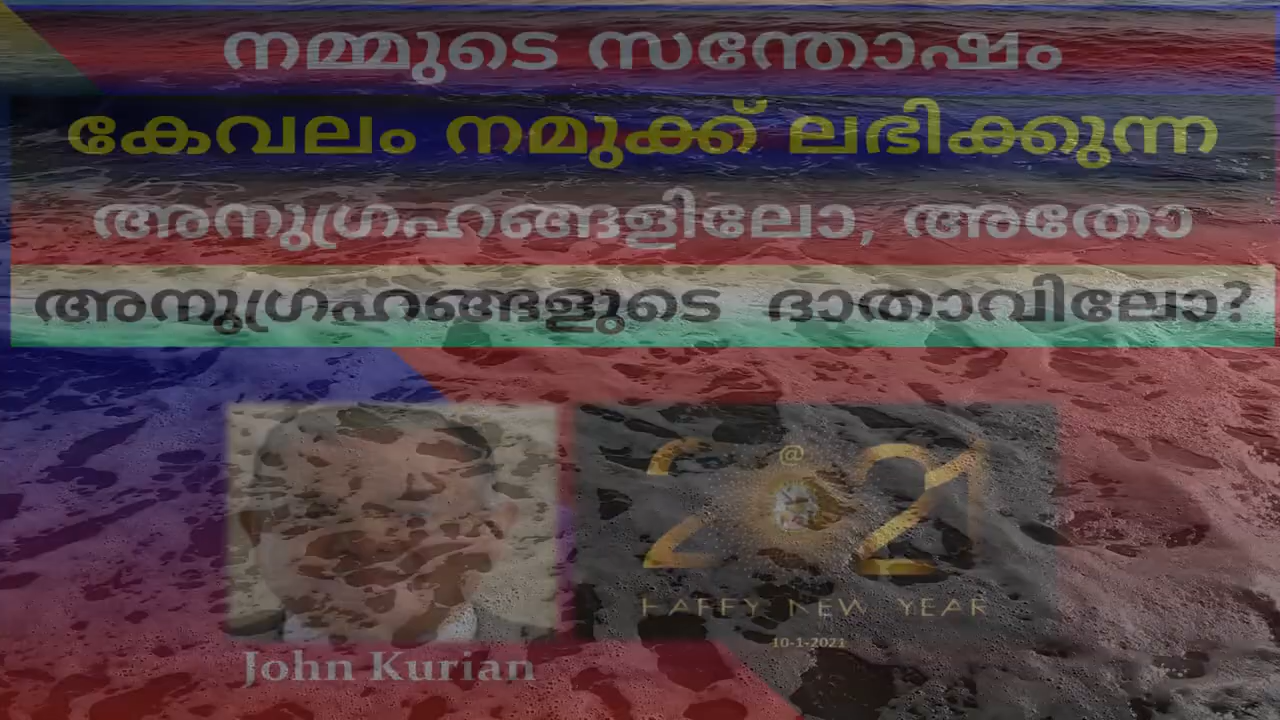 നമ്മുടെ സന്തോഷം
കേവലം നമുക്ക് ലഭിക്കുന്ന
അനുഗ്രഹങ്ങളിലോ, അതോ
അനുഗ്രഹങ്ങളുടെ ദാതാവിലോ?
@
2021
HAPPY NEW YEAR
10-1-2021
John Kurian